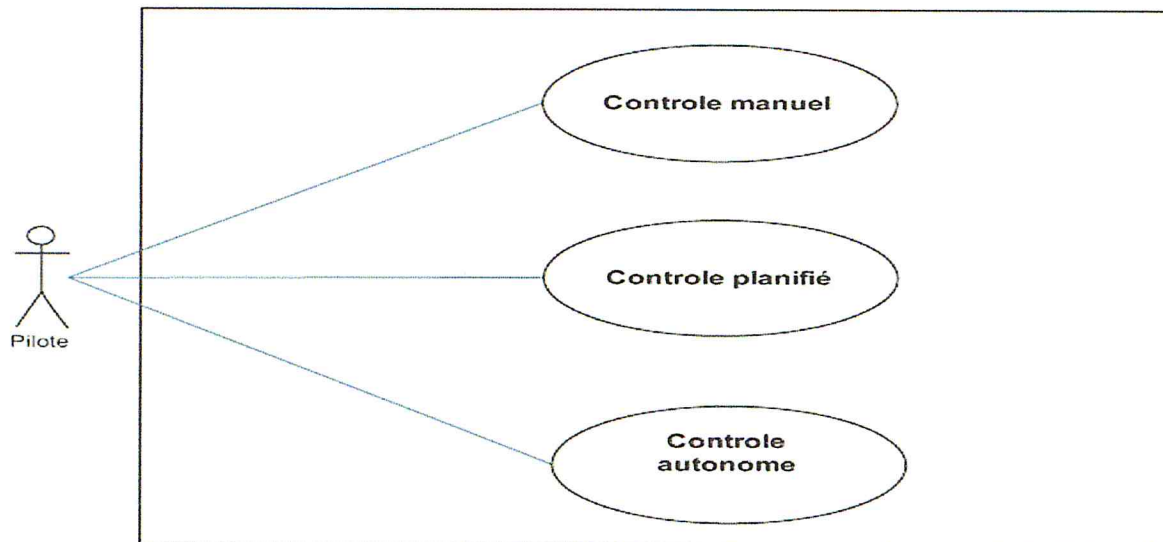 Controle manuel
Controle planifié
Pilote
Controle
autonome